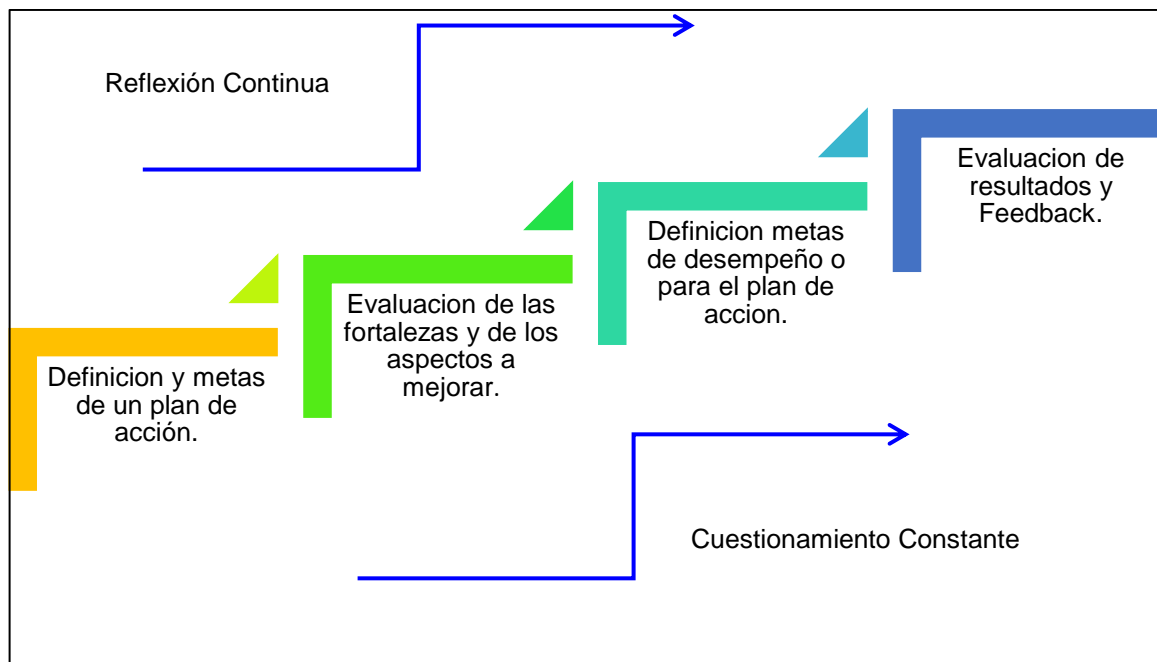 Reflexión Continua
Definicion y metas
de un plan de
acción.
Evaluacion de las
fortalezas y de los
aspectos a
mejorar.
Definicion metas
de desempeño o
para el plan de
accion.
Evaluacion de
resultados y
Feedback.
Cuestionamiento Constante